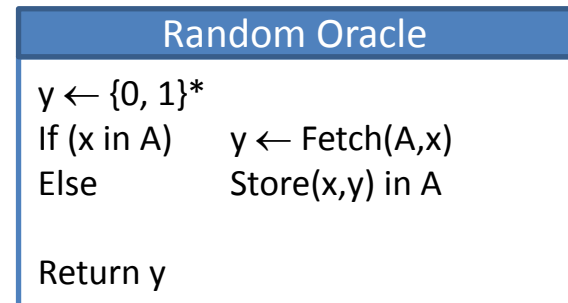 Random Oracle
y ← {0, 1}*
If (x in A) y ← Fetch(A,x)
Else Store(x,y) in A
Return y